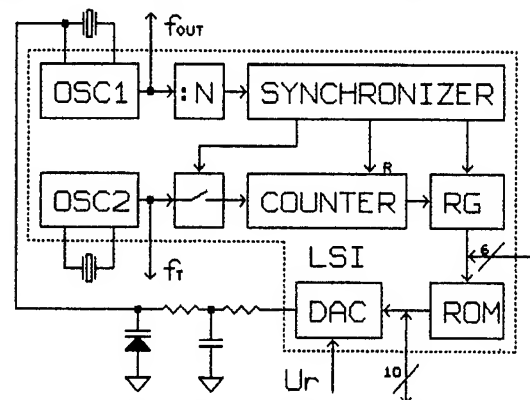 fOUT
OSC1
:N
SYNCHRONIZER
R
OSC2
COUNTER
RG
fT
LSI
6
DAC
ROM
Ur
10